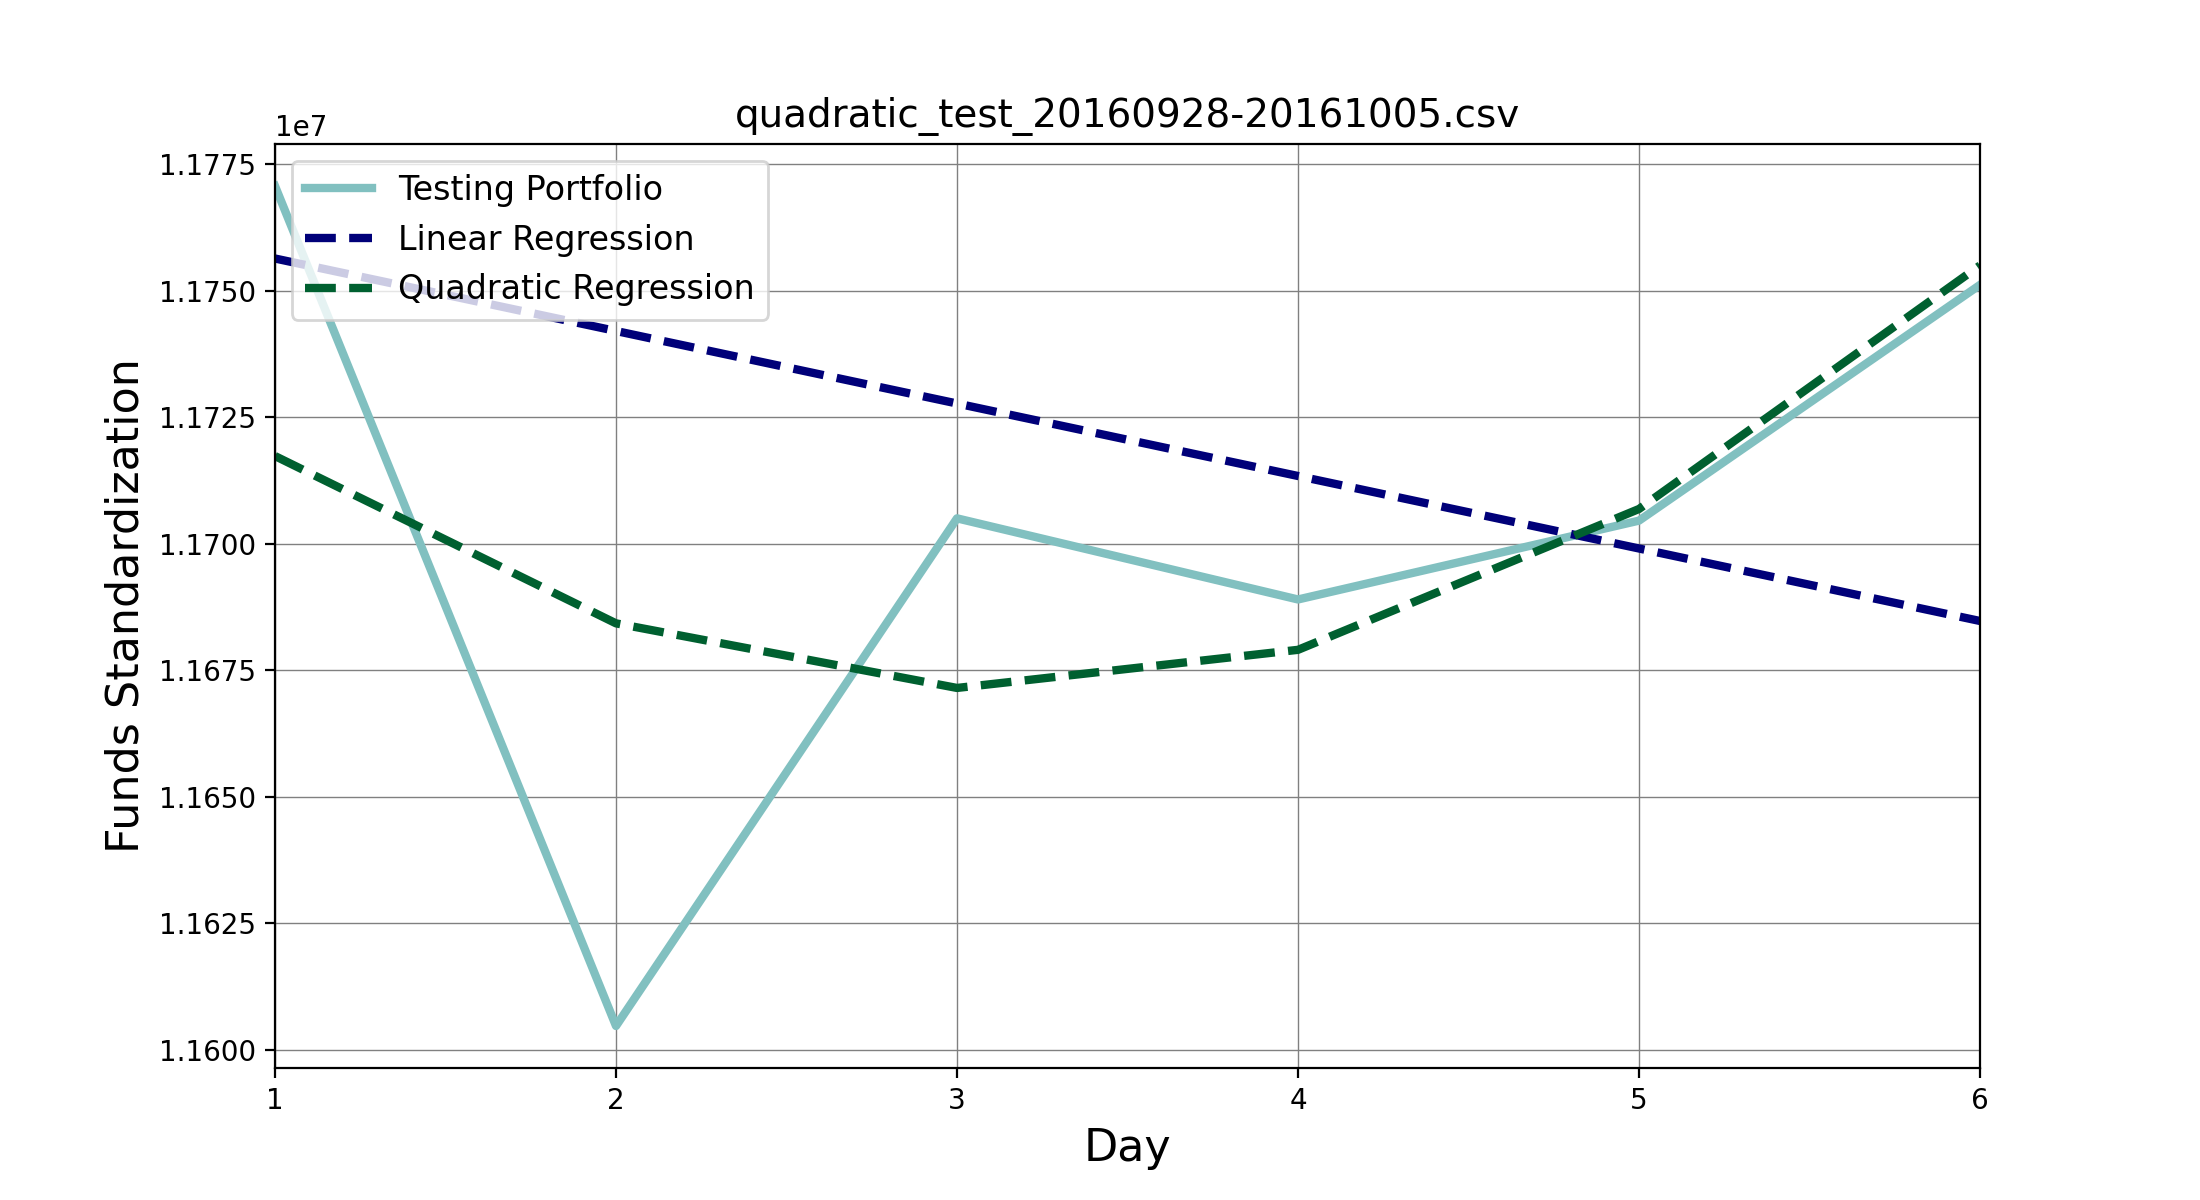 quadratic_test_20160928-20161005.csv
1e7
1.1775
1.1750
1.1725
1.1700
1.1675
1.1650
1.1625
1.1600
Funds Standardization
Testing Portfolio
Linear Regression
Quadratic Regression
1 2 3 4 5 6
Day